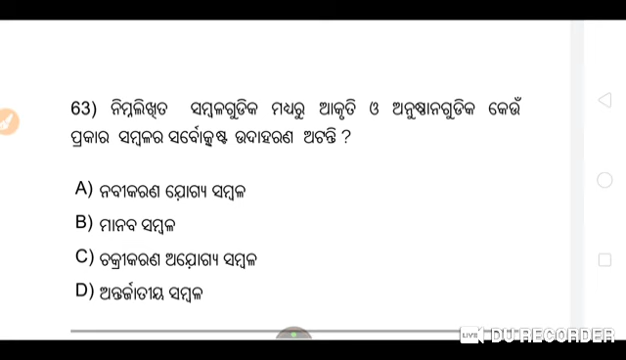 63) ନିମ୍ନଲିଖିତ ସମ୍ବଳଗୁଡିକ ମଧ୍ୟରୁ ଆକୃତି ଓ ଅନୁଷ୍ଠାନଗୁଡିକ କେଉଁ
ପ୍ରକାର ସମ୍ବଳର ସର୍ବୋତ୍କୃଷ୍ଟ ଉଦାହରଣ ଅଟନ୍ତି ?
A) ନବୀକରଣ ଯୋଗ୍ୟ ସମ୍ବଳ
B) ମାନବ ସମ୍ବଳ
C) ଚକ୍ରୀକରଣ ଅଯୋଗ୍ୟ ସମ୍ବଳ
D) ଅନ୍ତର୍ଜାତୀୟ ସମ୍ବଳ
LIVE DU RECORDER